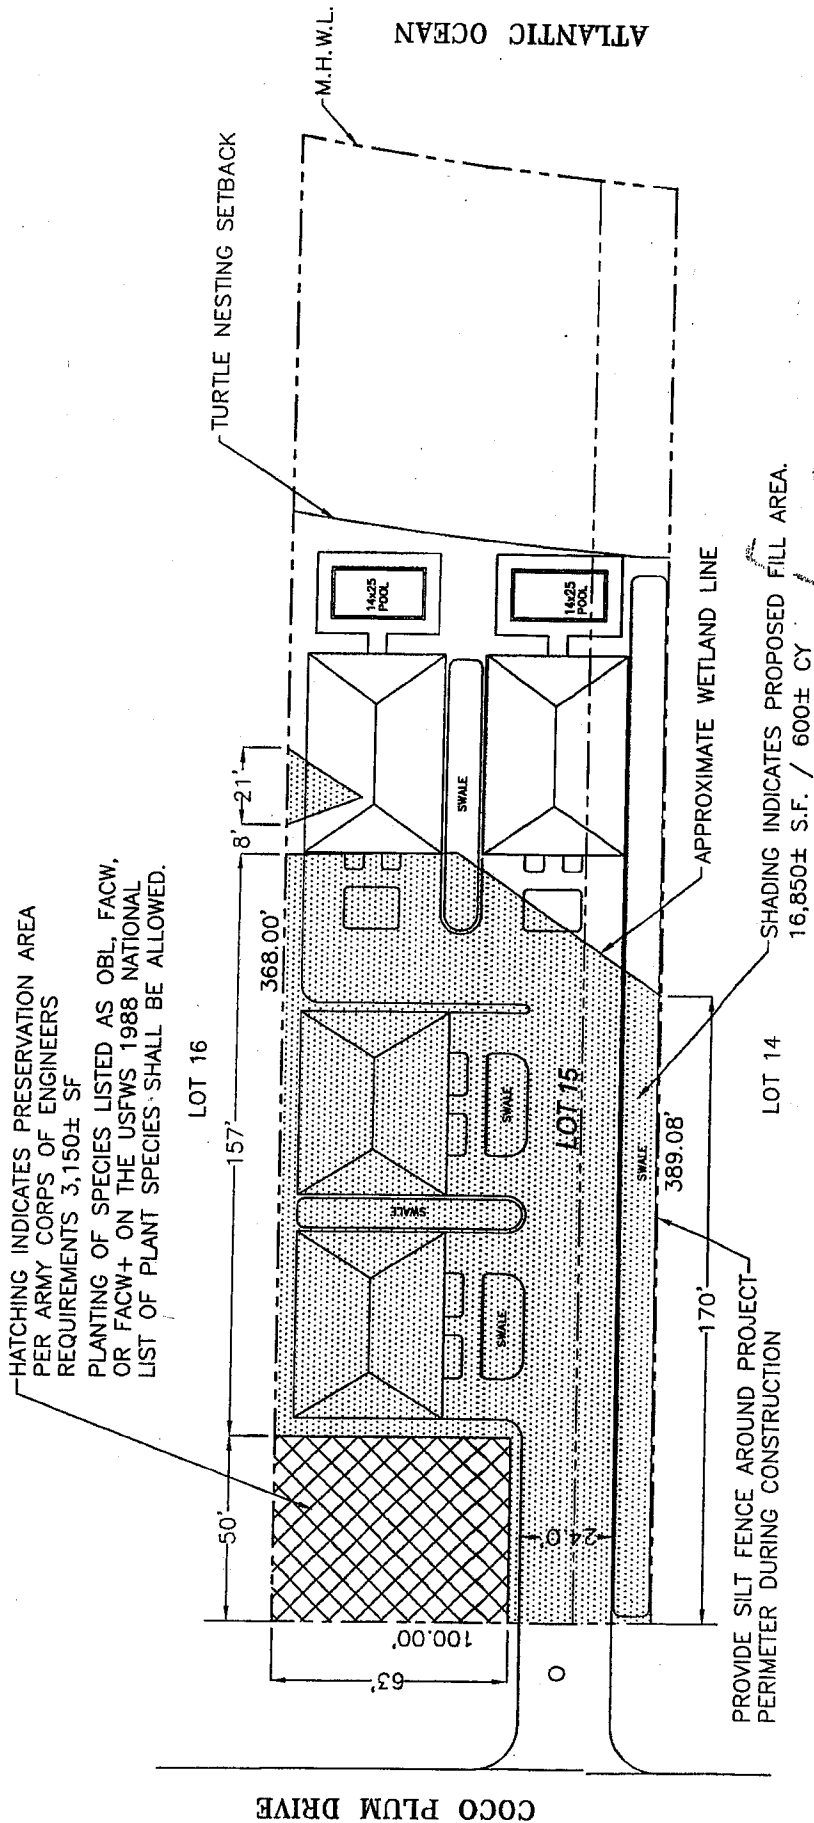 ATLANTIC OCEAN
M.H.W.L.
TURTLE NESTING SETBACK
HATCHING INDICATES PRESERVATION AREA
PER ARMY CORPS OF ENGINEERS
REQUIREMENTS 3,150± SF
PLANTING OF SPECIES LISTED AS OBL, FACW,
OR FACW+ ON THE USFWS 1988 NATIONAL
LIST OF PLANT SPECIES SHALL BE ALLOWED.
LOT 16
50'
157'
8'
21'
368.00'
14x25
POOL
14x25
POOL
SWALE
SWALE
SWALE
SWALE
LOT 15
SWALE
63'
100.00'
24.0'
389.08'
170'
APPROXIMATE WETLAND LINE
LOT 14
SHADING INDICATES PROPOSED FILL AREA.
16,850± S.F. / 600± CY
PROVIDE SILT FENCE AROUND PROJECT
PERIMETER DURING CONSTRUCTION
COCO PLUM DRIVE